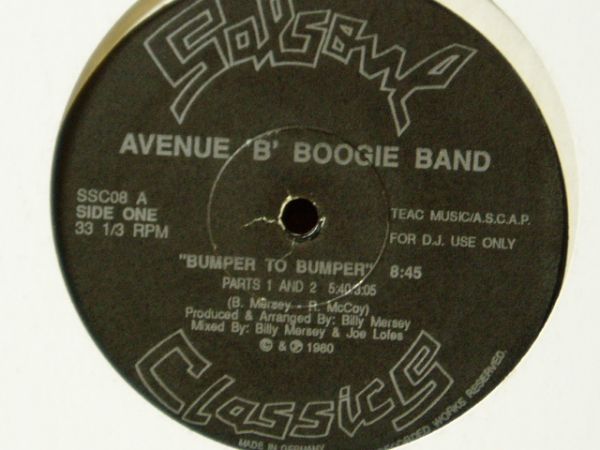 Salsoul
AVENUE 'B' BOOGIE BAND
SSC08 A
SIDE ONE
33 1/3 RPM
TEAC MUSIC/A.S.C.A.P.
FOR D.J. USE ONLY
"BUMPER TO BUMPER" 8:45
PARTS 1 AND 2 5:40/3:05
(B. Mersey - R. McCoy)
Produced & Arranged By: Billy Mersey
Mixed By: Billy Mersey & Joe Lofes
© & ℗ 1980
Classics
MADE IN GERMANY
RECORDED WORKS RESERVED.